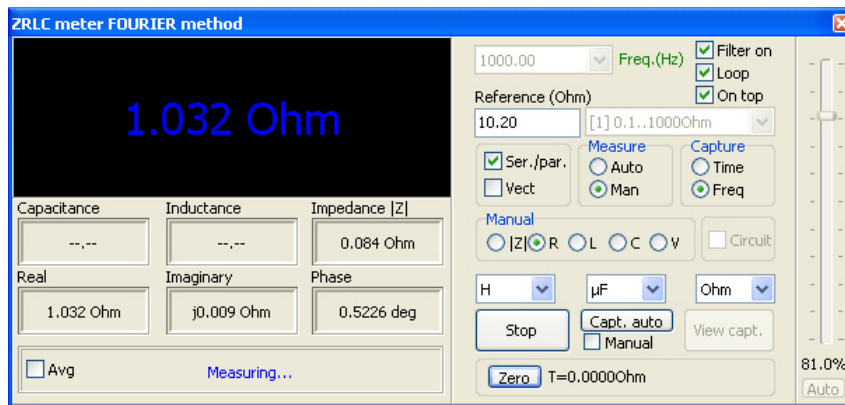 ZRLC meter FOURIER method
1.032 Ohm
Capacitance Inductance Impedance |Z|
--.-- --.-- 0.084 Ohm
Real Imaginary Phase
1.032 Ohm j0.009 Ohm 0.5226 deg
Avg Measuring...
1000.00 Freq.(Hz) Filter on
Loop
Reference (Ohm) On top
10.20 [1] 0.1..1000Ohm
Ser./par. Measure Capture
Auto Time
Vect Man Freq
Manual
|Z| R L C V Circuit
H µF Ohm
Stop Capt. auto View capt.
Manual
Zero T=0.0000Ohm
81.0%
Auto